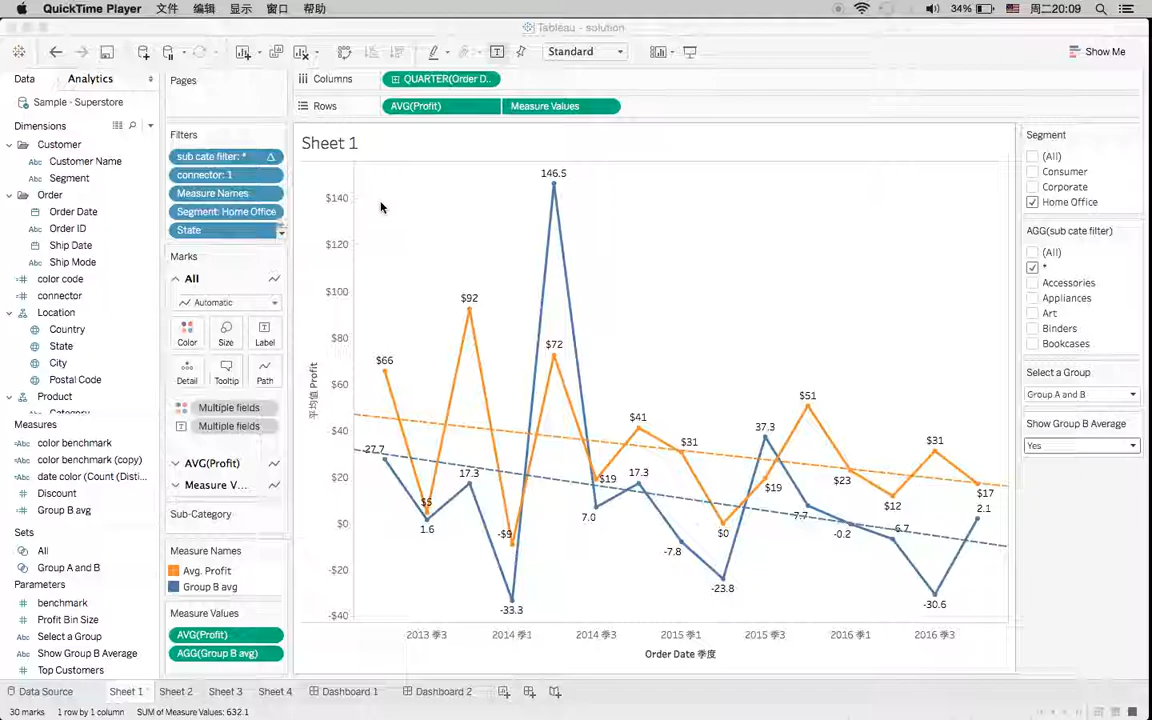 QuickTime Player 文件 编辑 显示 窗口 帮助 34% 周二20:09
Tableau - solution
Standard Show Me
Data Analytics
Sample - Superstore
Dimensions
Customer
Abc Customer Name
Abc Segment
Order
Order Date
Abc Order ID
Ship Date
Abc Ship Mode
color code
connector
Location
Country
State
City
Postal Code
Product
Measures
=Abc color benchmark
=Abc color benchmark (copy)
=Abc date color (Count (Disti...
# Discount
=# Group B avg
Sets
All
Group A and B
Parameters
# benchmark
# Profit Bin Size
Abc Select a Group
Abc Show Group B Average
# Top Customers
Pages
Filters
sub cate filter: *
connector: 1
Measure Names
Segment: Home Office
State
Marks
All
Automatic
Color Size Label
Detail Tooltip Path
Multiple fields
Multiple fields
AVG(Profit)
Measure V...
Sub-Category
Measure Names
Avg. Profit
Group B avg
Measure Values
AVG(Profit)
AGG(Group B avg)
Columns QUARTER(Order D..
Rows AVG(Profit) Measure Values
Sheet 1
平均值 Profit
$140
$120
$100
$80
$60
$40
$20
$0
-$20
-$40
146.5
$92
$66
$72
27.7
$5
1.6
17.3
-$9
-33.3
$19
7.0
$41
17.3
$31
-7.8
$0
-23.8
37.3
$19
$51
7.7
$23
-0.2
$12
-6.7
$31
-30.6
$17
2.1
2013 季3 2014 季1 2014 季3 2015 季1 2015 季3 2016 季1 2016 季3
Order Date 季度
Segment
(All)
Consumer
Corporate
Home Office
AGG(sub cate filter)
(All)
*
Accessories
Appliances
Art
Binders
Bookcases
Select a Group
Group A and B
Show Group B Average
Yes
Data Source Sheet 1 Sheet 2 Sheet 3 Sheet 4 Dashboard 1 Dashboard 2
30 marks 1 row by 1 column SUM of Measure Values: 632.1